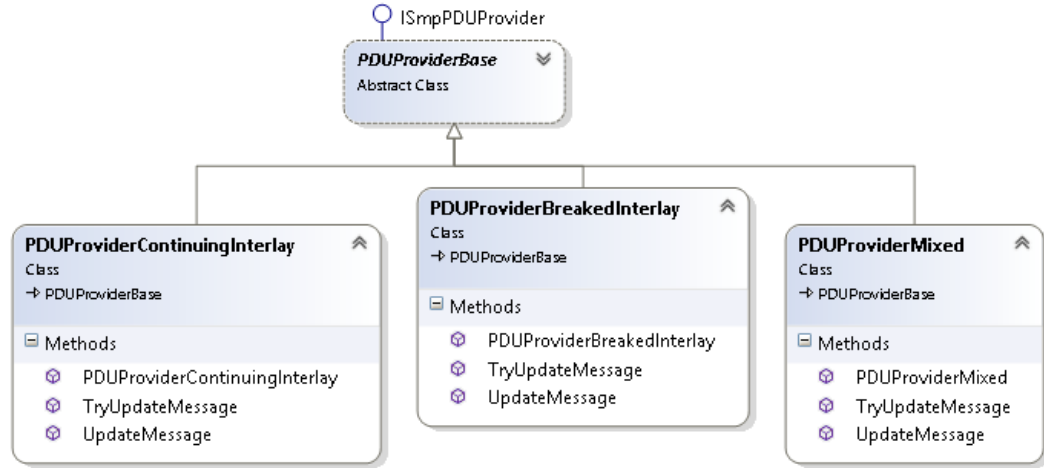 ISmpPDUProvider
PDUProviderBase
Abstract Class
PDUProviderContinuingInterlay
Class
PDUProviderBase
Methods
PDUProviderContinuingInterlay
TryUpdateMessage
UpdateMessage
PDUProviderBreakedInterlay
Class
PDUProviderBase
Methods
PDUProviderBreakedInterlay
TryUpdateMessage
UpdateMessage
PDUProviderMixed
Class
PDUProviderBase
Methods
PDUProviderMixed
TryUpdateMessage
UpdateMessage